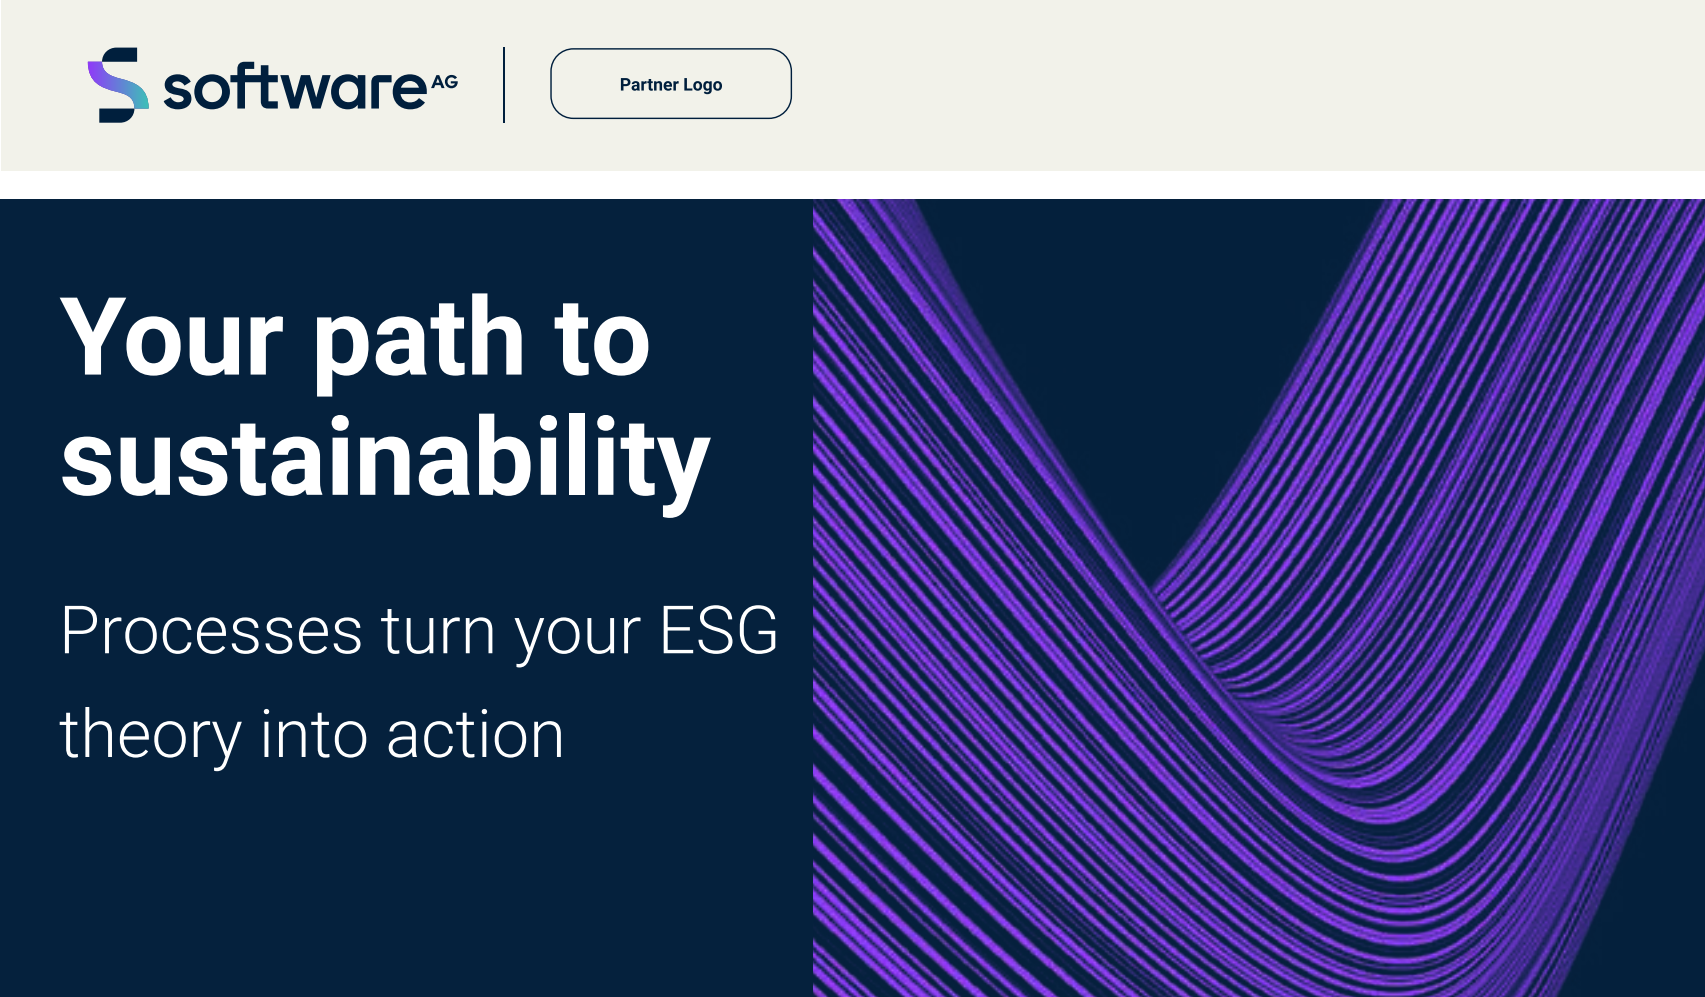 software AG
Partner Logo
Your path to
sustainability
Processes turn your ESG
theory into action